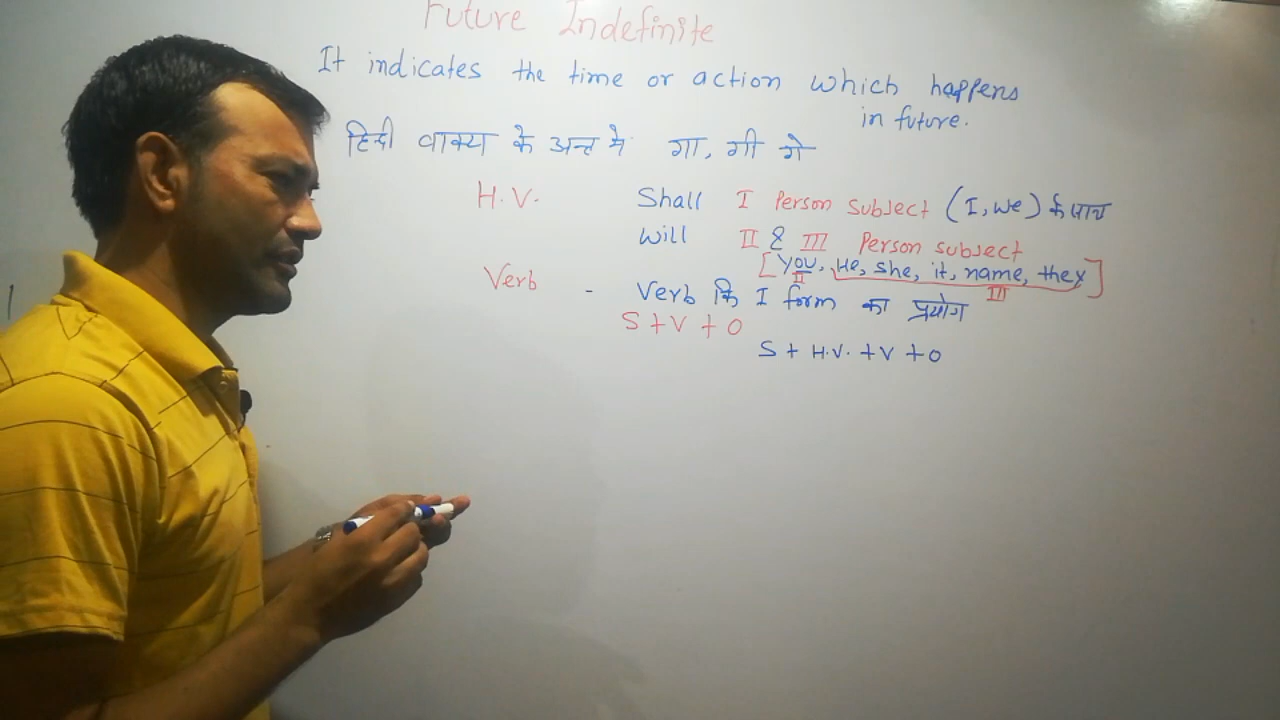 Future Indefinite
It indicates the time or action which happens
in future.
हिन्दी वाक्य के अन्त मे गा, गी गे
H.V. Shall I Person Subject (I, We) के साथ
Will II & III Person subject
[You, He, She, it, name, they]
II III
Verb - Verb कि I form का प्रयोग
S + V + O
S + H.V. + V + O